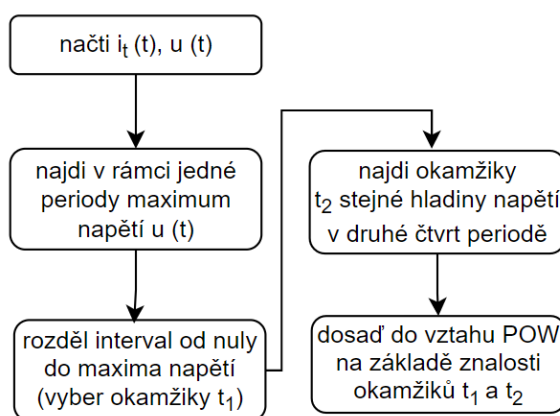 načti i_t (t), u (t)
najdi v rámci jedné
periody maximum
napětí u (t)
rozděl interval od nuly
do maxima napětí
(vyber okamžiky t_1)
najdi okamžiky
t_2 stejné hladiny napětí
v druhé čtvrt periodě
dosaď do vztahu POW
na základě znalosti
okamžiků t_1 a t_2